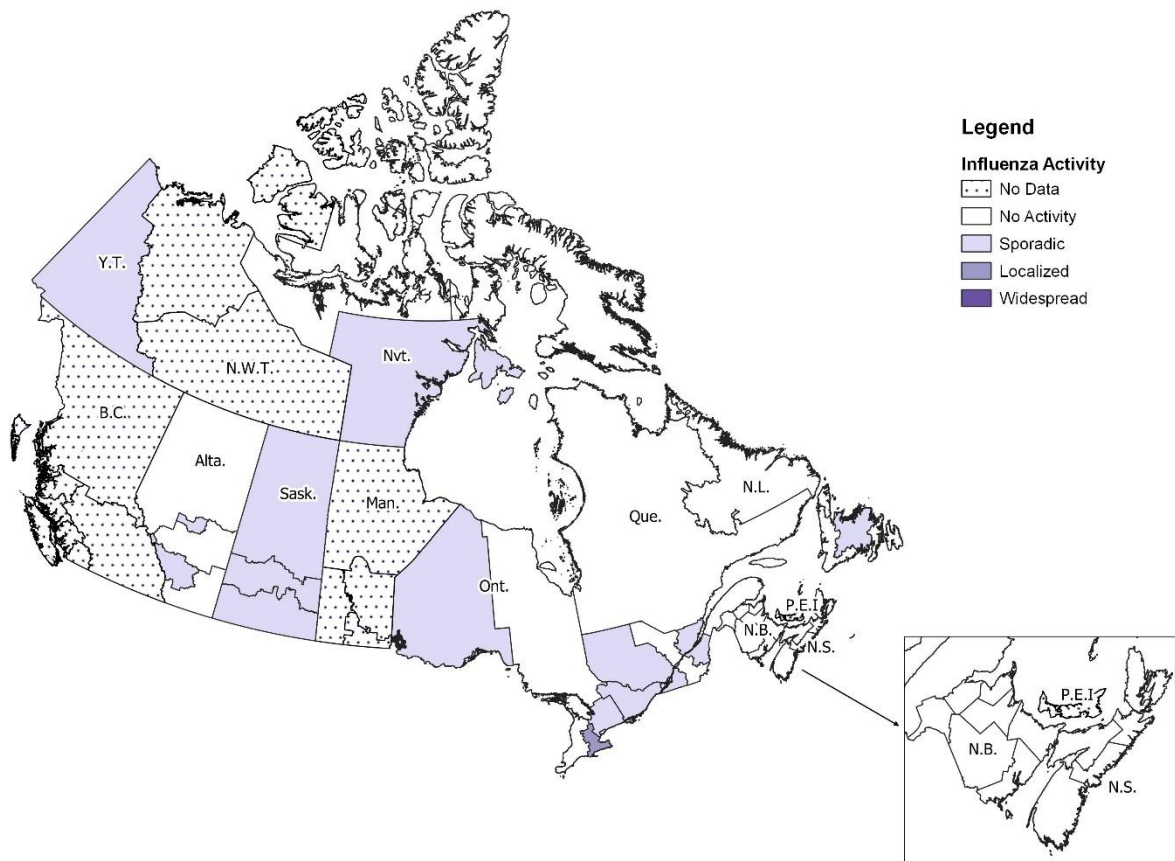 Legend
Influenza Activity
No Data
No Activity
Sporadic
Localized
Widespread
Y.T.
N.W.T.
Nvt.
B.C.
Alta.
Sask.
Man.
Ont.
Que.
N.L.
P.E.I
N.B.
N.S.
P.E.I
N.B.
N.S.